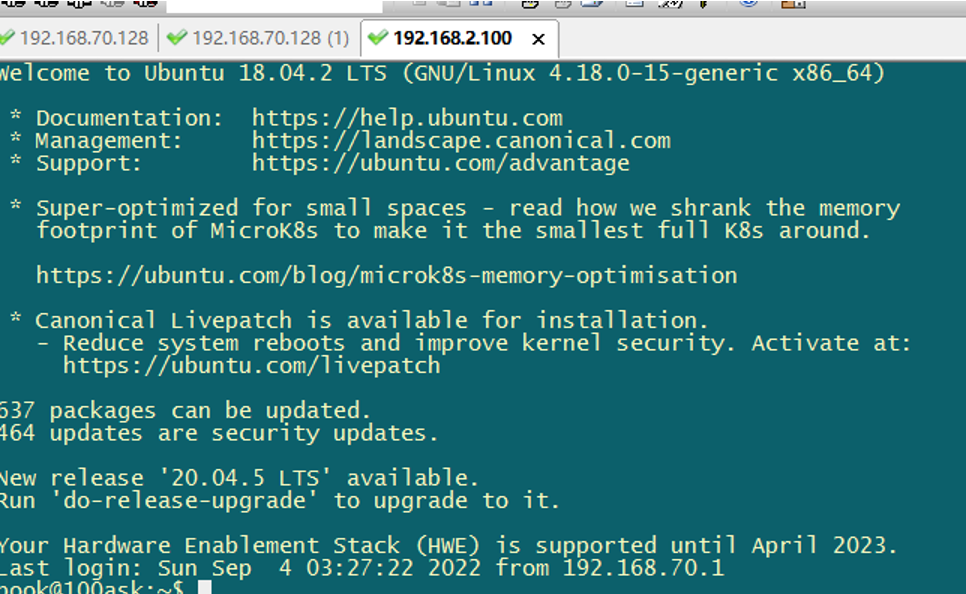 192.168.70.128 192.168.70.128 (1) 192.168.2.100
Welcome to Ubuntu 18.04.2 LTS (GNU/Linux 4.18.0-15-generic x86_64)
* Documentation: https://help.ubuntu.com
* Management: https://landscape.canonical.com
* Support: https://ubuntu.com/advantage
* Super-optimized for small spaces - read how we shrank the memory
footprint of MicroK8s to make it the smallest full K8s around.
https://ubuntu.com/blog/microk8s-memory-optimisation
* Canonical Livepatch is available for installation.
- Reduce system reboots and improve kernel security. Activate at:
https://ubuntu.com/livepatch
637 packages can be updated.
464 updates are security updates.
New release '20.04.5 LTS' available.
Run 'do-release-upgrade' to upgrade to it.
Your Hardware Enablement Stack (HWE) is supported until April 2023.
Last login: Sun Sep  4 03:27:22 2022 from 192.168.70.1
book@100ask:~$